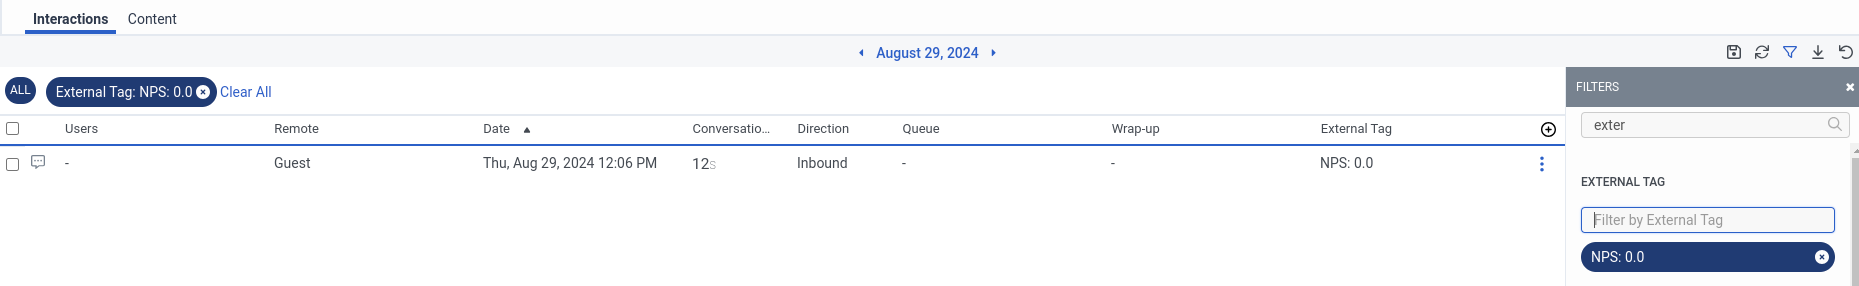 Interactions Content
August 29, 2024
ALL External Tag: NPS: 0.0 Clear All
FILTERS
exter
Users Remote Date Conversatio... Direction Queue Wrap-up External Tag
- Guest Thu, Aug 29, 2024 12:06 PM 12s Inbound - - NPS: 0.0
EXTERNAL TAG
Filter by External Tag
NPS: 0.0